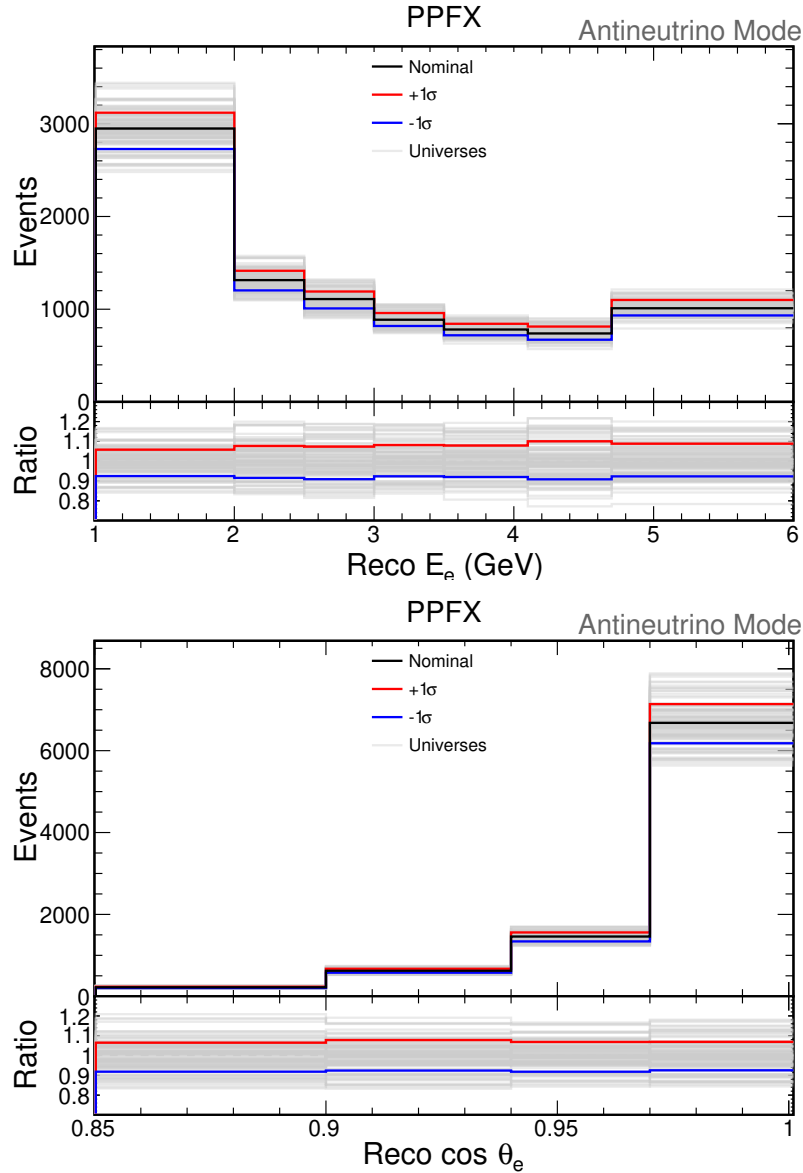 PPFX
Antineutrino Mode
Nominal
+1σ
-1σ
Universes
Events
3000
2000
1000
0
Ratio
1.2
1.1
1
0.9
0.8
1 2 3 4 5 6
Reco E_e (GeV)
PPFX
Antineutrino Mode
Nominal
+1σ
-1σ
Universes
Events
8000
6000
4000
2000
0
Ratio
1.2
1.1
1
0.9
0.8
0.85 0.9 0.95 1
Reco cos θ_e